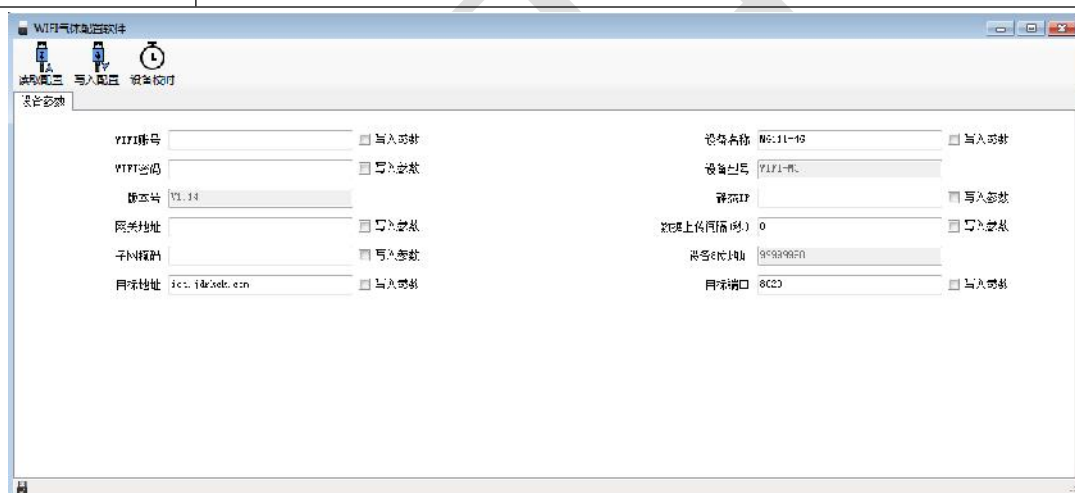 WIFI气体配置软件
读取配置 写入配置 设备校时
设备参数
WIFI账号 写入参数 设备名称 写入参数
WIFI密码 写入参数 设备型号
版本号 V1.14 静态IP 写入参数
网关地址 写入参数 数据上传间隔(秒) 0 写入参数
子网掩码 写入参数 设备8位地址
目标地址 写入参数 目标端口 写入参数